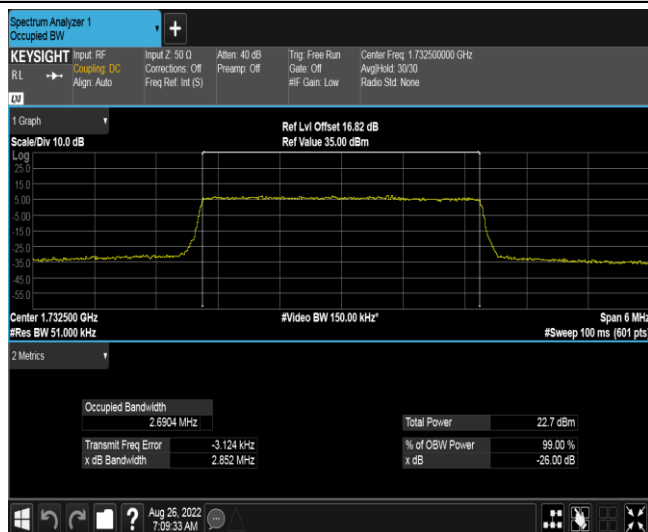 Spectrum Analyzer 1
Occupied BW
+
KEYSIGHT
RL
LXI
Input: RF
Coupling: DC
Align: Auto
Input Z: 50 Ω
Corrections: Off
Freq Ref: Int (S)
Atten: 40 dB
Preamp: Off
Trig: Free Run
Gate: Off
#IF Gain: Low
Center Freq: 1.732500000 GHz
Avg|Hold: 30/30
Radio Std: None
1 Graph
Scale/Div 10.0 dB
Ref Lvl Offset 16.82 dB
Ref Value 35.00 dBm
Log
25.0
15.0
5.00
-5.00
-15.0
-25.0
-35.0
-45.0
-55.0
Center 1.732500 GHz
#Res BW 51.000 kHz
#Video BW 150.00 kHz*
Span 6 MHz
#Sweep 100 ms (601 pts)
2 Metrics
Occupied Bandwidth
2.6904 MHz
Transmit Freq Error -3.124 kHz
x dB Bandwidth 2.852 MHz
Total Power 22.7 dBm
% of OBW Power 99.00 %
x dB -26.00 dB
?
Aug 26, 2022
7:09:33 AM